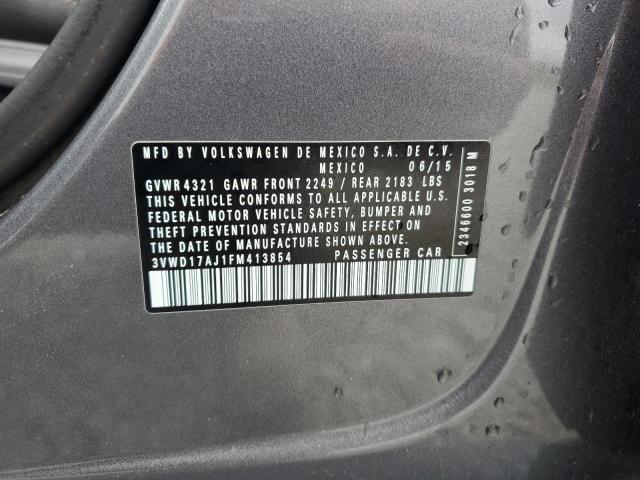 MFD BY VOLKSWAGEN DE MEXICO S.A. DE C.V.
MEXICO 06/15
GVWR 4321 GAWR FRONT 2249 / REAR 2183 LBS
THIS VEHICLE CONFORMS TO ALL APPLICABLE U.S.
FEDERAL MOTOR VEHICLE SAFETY, BUMPER AND
THEFT PREVENTION STANDARDS IN EFFECT ON
THE DATE OF MANUFACTURE SHOWN ABOVE.
3VWD17AJ1FM413854 PASSENGER CAR
2346600 3018 M